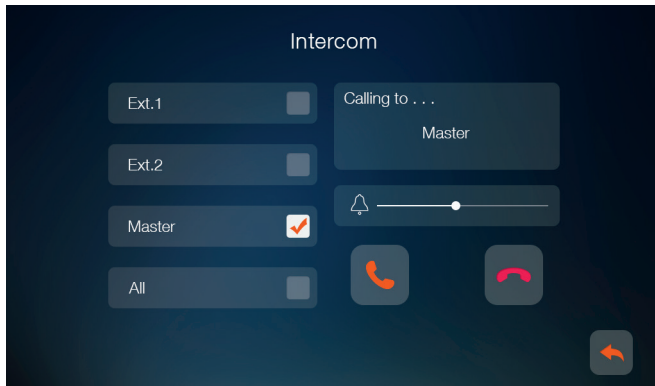 Intercom
Ext.1
Ext.2
Master
All
Calling to . . .
Master